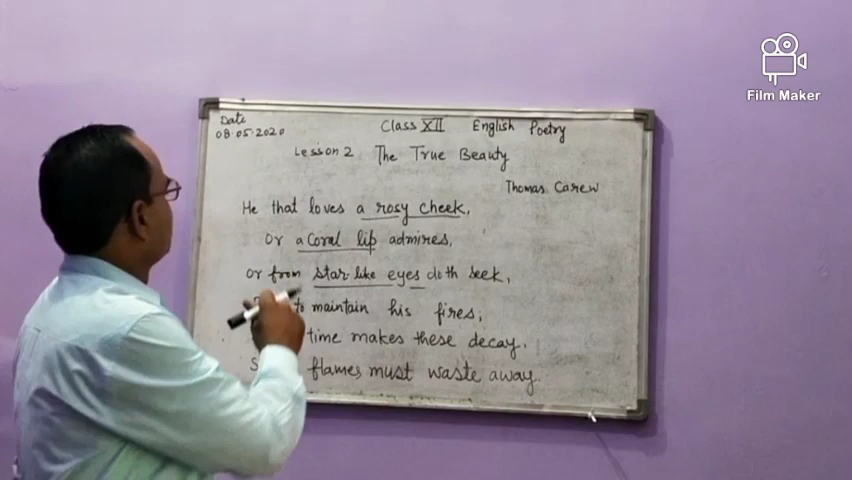 Date
08.05.2020
Class XII English Poetry
Lesson 2 The True Beauty
Thomas Carew
He that loves a rosy cheek,
Or a coral lip admires,
Or from star-like eyes doth seek,
to maintain his fires;
time makes these decay,
flames must waste away.
Film Maker